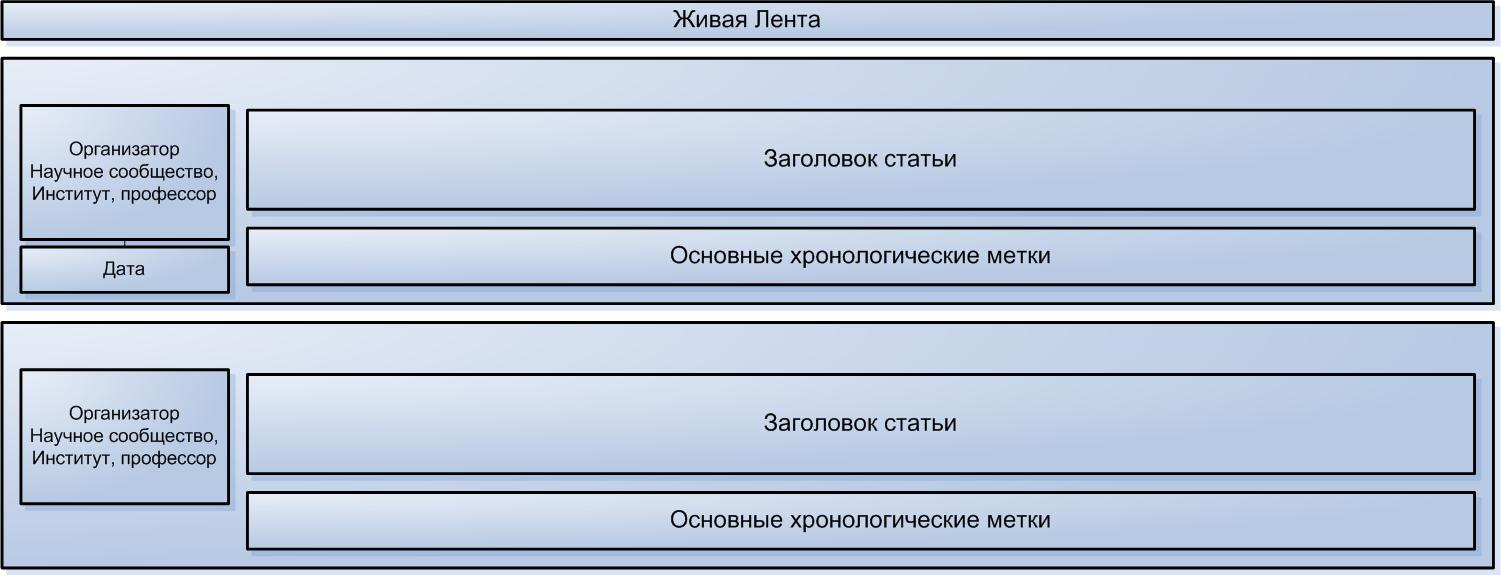 Живая Лента
Организатор
Научное сообщество,
Институт, профессор
Заголовок статьи
Дата
Основные хронологические метки
Организатор
Научное сообщество,
Институт, профессор
Заголовок статьи
Основные хронологические метки